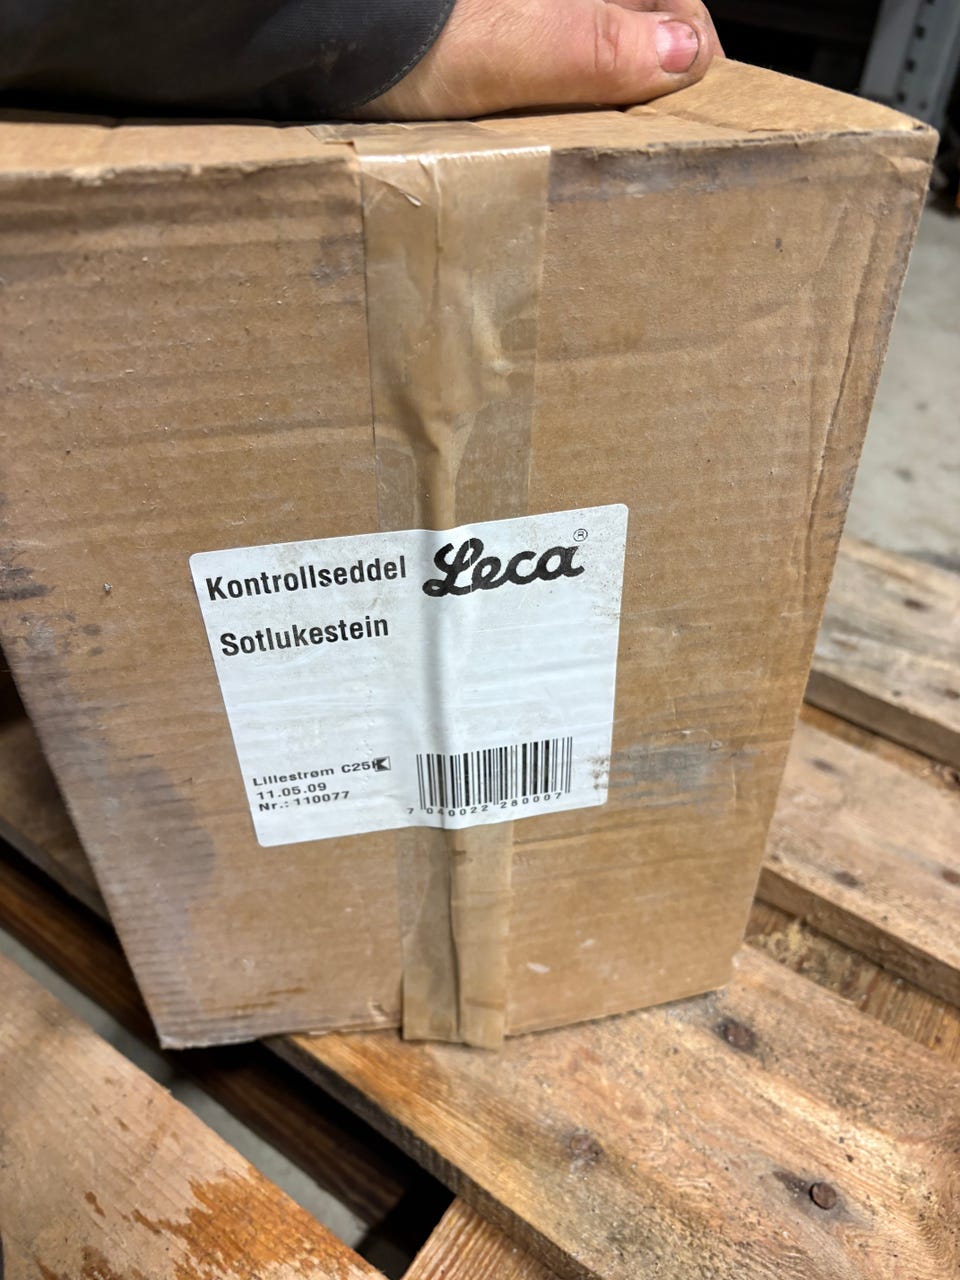 Kontrollseddel Leca®
Sotlukestein
Lillestrøm C25
11.05.09
Nr.: 110077
7 040022 280007